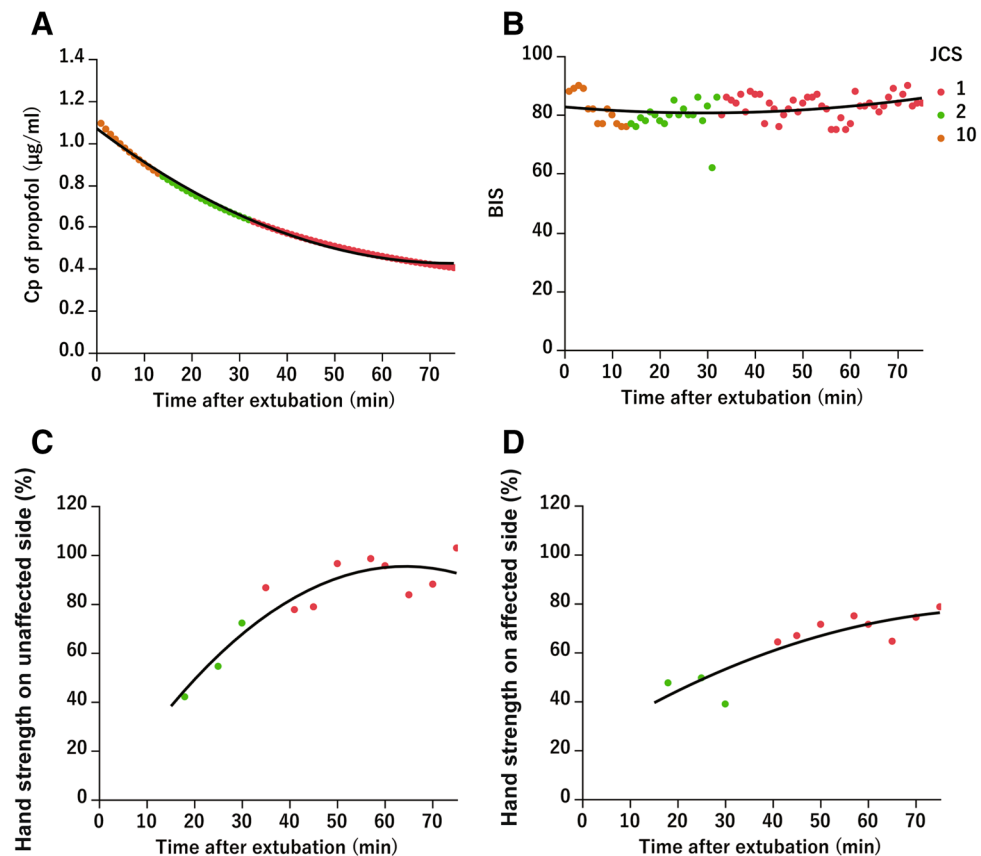 A
Cp of propofol (μg/ml)
1.4
1.2
1.0
0.8
0.6
0.4
0.2
0.0
0 10 20 30 40 50 60 70
Time after extubation (min)
B
BIS
100
80
60
40
20
0
0 10 20 30 40 50 60 70
Time after extubation (min)
JCS
1
2
10
C
Hand strength on unaffected side (%)
120
100
80
60
40
20
0
0 10 20 30 40 50 60 70
Time after extubation (min)
D
Hand strength on affected side (%)
120
100
80
60
40
20
0
0 10 20 30 40 50 60 70
Time after extubation (min)